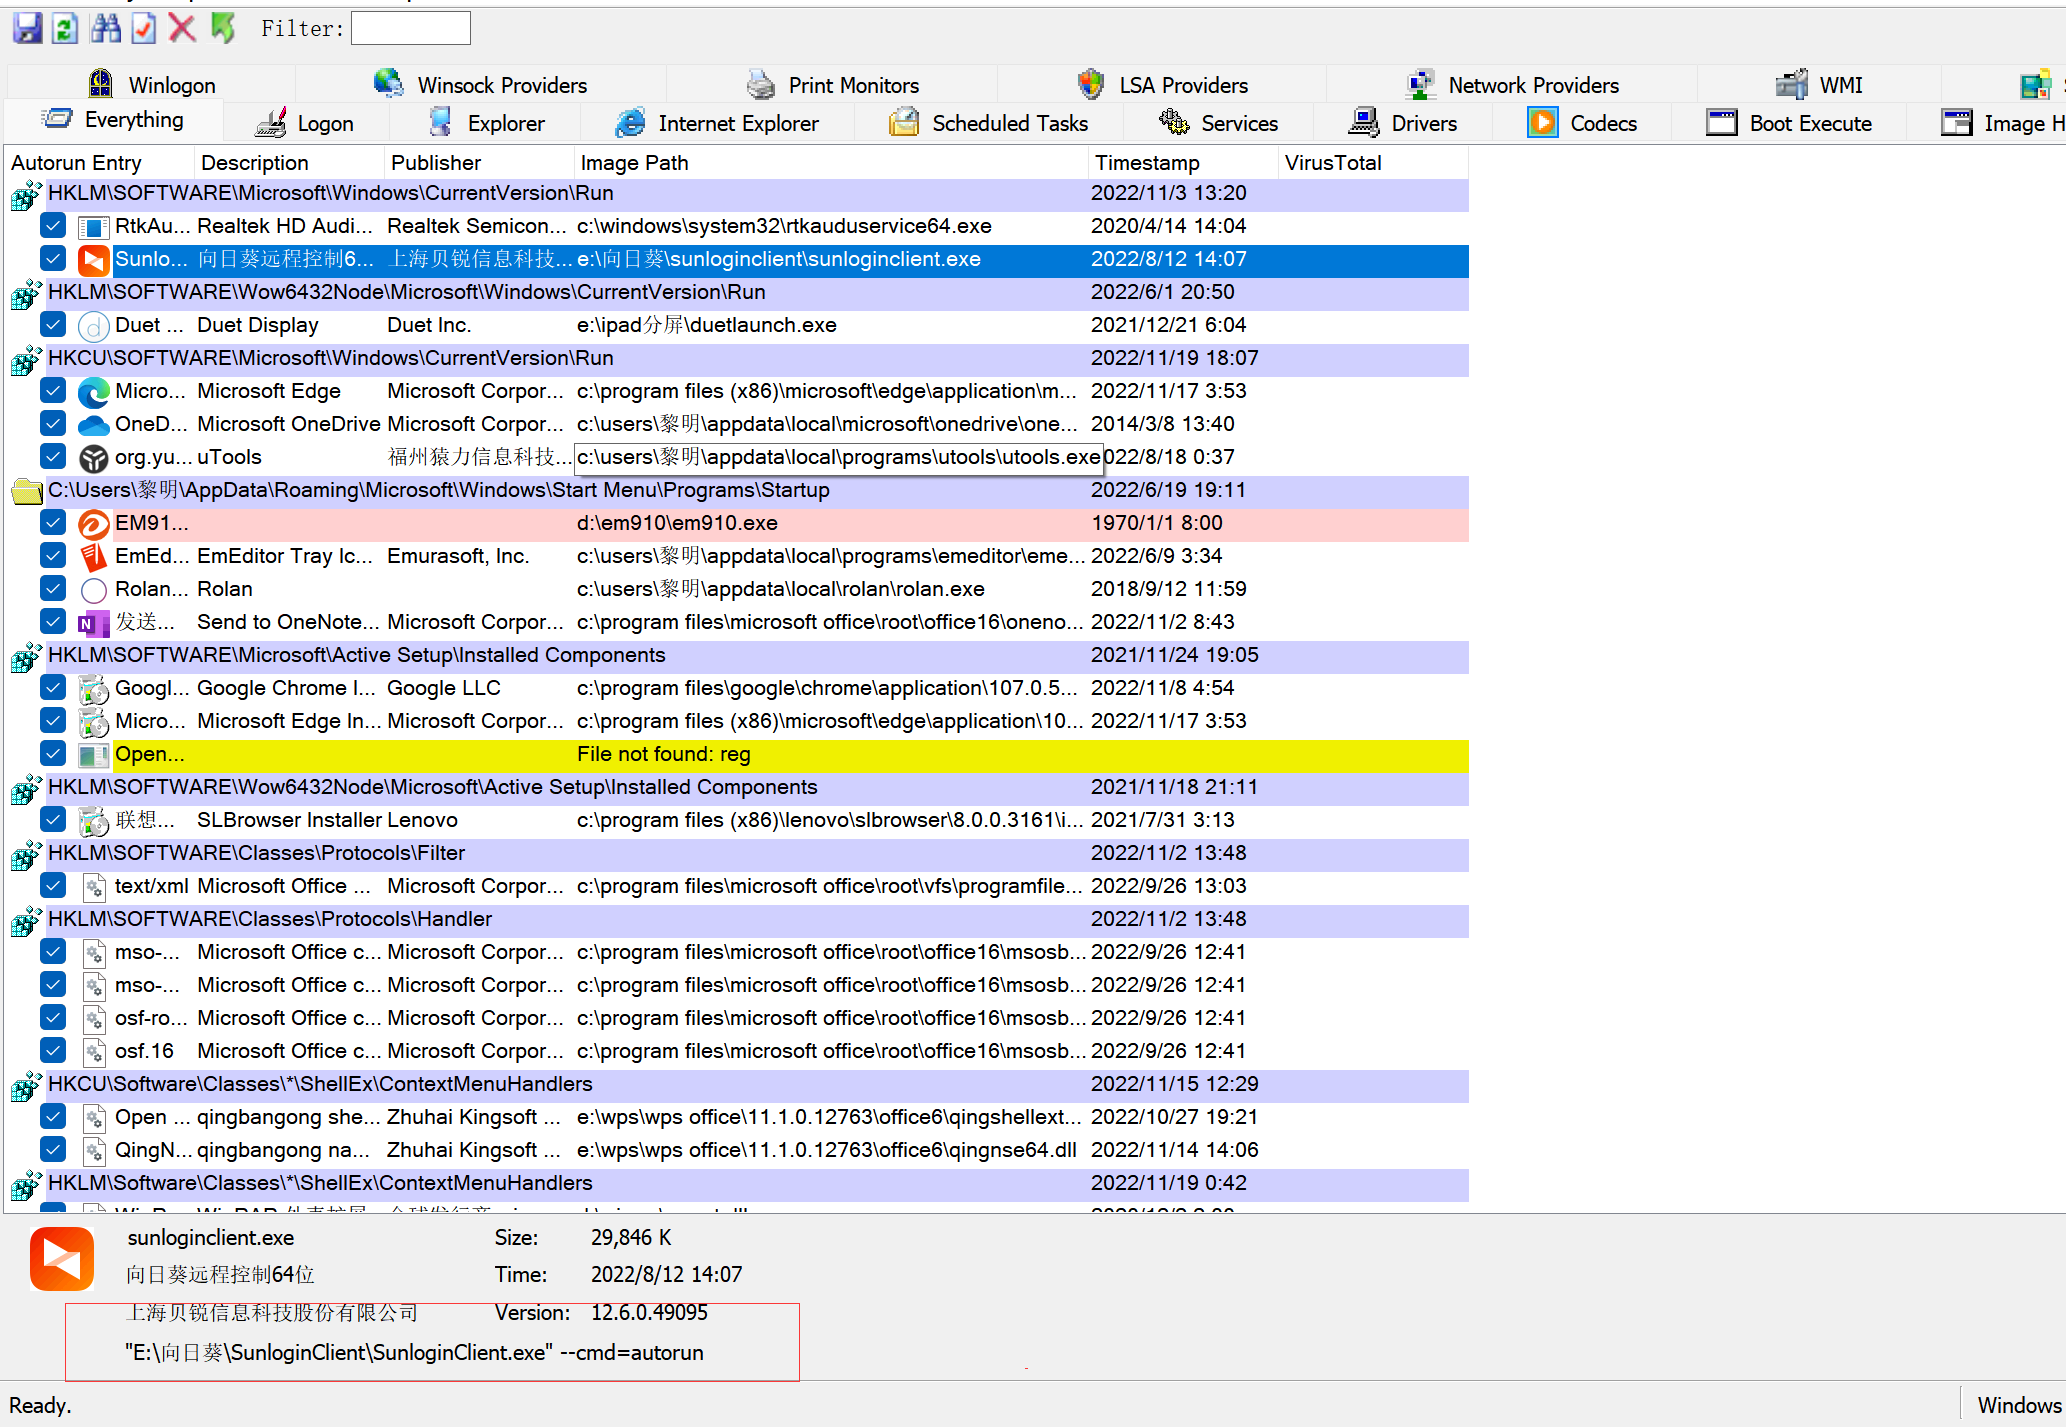 Filter:
Winlogon Winsock Providers Print Monitors LSA Providers Network Providers WMI
Everything Logon Explorer Internet Explorer Scheduled Tasks Services Drivers Codecs Boot Execute Image H
Autorun Entry Description Publisher Image Path Timestamp VirusTotal
HKLM\SOFTWARE\Microsoft\Windows\CurrentVersion\Run 2022/11/3 13:20
RtkAu... Realtek HD Audi... Realtek Semicon... c:\windows\system32\rtkauduservice64.exe 2020/4/14 14:04
Sunlo... 向日葵远程控制6... 上海贝锐信息科技... e:\向日葵\sunloginclient\sunloginclient.exe 2022/8/12 14:07
HKLM\SOFTWARE\Wow6432Node\Microsoft\Windows\CurrentVersion\Run 2022/6/1 20:50
Duet ... Duet Display Duet Inc. e:\ipad分屏\duetlaunch.exe 2021/12/21 6:04
HKCU\SOFTWARE\Microsoft\Windows\CurrentVersion\Run 2022/11/19 18:07
Micro... Microsoft Edge Microsoft Corpor... c:\program files (x86)\microsoft\edge\application\m... 2022/11/17 3:53
OneD... Microsoft OneDrive Microsoft Corpor... c:\users\黎明\appdata\local\microsoft\onedrive\one... 2014/3/8 13:40
org.yu... uTools 福州猿力信息科技... c:\users\黎明\appdata\local\programs\utools\utools.exe 022/8/18 0:37
C:\Users\黎明\AppData\Roaming\Microsoft\Windows\Start Menu\Programs\Startup 2022/6/19 19:11
EM91... d:\em910\em910.exe 1970/1/1 8:00
EmEd... EmEditor Tray Ic... Emurasoft, Inc. c:\users\黎明\appdata\local\programs\emeditor\eme... 2022/6/9 3:34
Rolan... Rolan c:\users\黎明\appdata\local\rolan\rolan.exe 2018/9/12 11:59
发送... Send to OneNote... Microsoft Corpor... c:\program files\microsoft office\root\office16\oneno... 2022/11/2 8:43
HKLM\SOFTWARE\Microsoft\Active Setup\Installed Components 2021/11/24 19:05
Googl... Google Chrome I... Google LLC c:\program files\google\chrome\application\107.0.5... 2022/11/8 4:54
Micro... Microsoft Edge In... Microsoft Corpor... c:\program files (x86)\microsoft\edge\application\10... 2022/11/17 3:53
Open... File not found: reg
HKLM\SOFTWARE\Wow6432Node\Microsoft\Active Setup\Installed Components 2021/11/18 21:11
联想... SLBrowser Installer Lenovo c:\program files (x86)\lenovo\slbrowser\8.0.0.3161\i... 2021/7/31 3:13
HKLM\SOFTWARE\Classes\Protocols\Filter 2022/11/2 13:48
text/xml Microsoft Office ... Microsoft Corpor... c:\program files\microsoft office\root\vfs\programfile... 2022/9/26 13:03
HKLM\SOFTWARE\Classes\Protocols\Handler 2022/11/2 13:48
mso-... Microsoft Office c... Microsoft Corpor... c:\program files\microsoft office\root\office16\msosb... 2022/9/26 12:41
mso-... Microsoft Office c... Microsoft Corpor... c:\program files\microsoft office\root\office16\msosb... 2022/9/26 12:41
osf-ro... Microsoft Office c... Microsoft Corpor... c:\program files\microsoft office\root\office16\msosb... 2022/9/26 12:41
osf.16 Microsoft Office c... Microsoft Corpor... c:\program files\microsoft office\root\office16\msosb... 2022/9/26 12:41
HKCU\Software\Classes\*\ShellEx\ContextMenuHandlers 2022/11/15 12:29
Open ... qingbangong she... Zhuhai Kingsoft ... e:\wps\wps office\11.1.0.12763\office6\qingshellext... 2022/10/27 19:21
QingN... qingbangong na... Zhuhai Kingsoft ... e:\wps\wps office\11.1.0.12763\office6\qingnse64.dll 2022/11/14 14:06
HKLM\Software\Classes\*\ShellEx\ContextMenuHandlers 2022/11/19 0:42
sunloginclient.exe Size: 29,846 K
向日葵远程控制64位 Time: 2022/8/12 14:07
上海贝锐信息科技股份有限公司 Version: 12.6.0.49095
"E:\向日葵\SunloginClient\SunloginClient.exe" --cmd=autorun
Ready. Windows